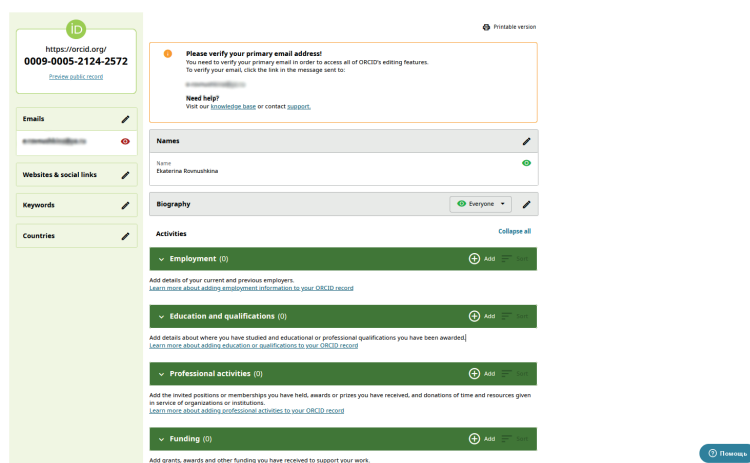 iD
https://orcid.org/
0009-0005-2124-2572
Preview public record
Emails
Websites & social links
Keywords
Countries
Printable version
Please verify your primary email address!
You need to verify your primary email in order to access all of ORCID's editing features.
To verify your email, click the link in the message sent to:
Need help?
Visit our knowledge base or contact support.
Names
Name
Ekaterina Rovnushkina
Biography
Everyone
Activities
Collapse all
Employment (0)
Add
Sort
Add details of your current and previous employers.
Learn more about adding employment information to your ORCID record
Education and qualifications (0)
Add
Sort
Add details about where you have studied and educational or professional qualifications you have been awarded.
Learn more about adding education or qualifications to your ORCID record
Professional activities (0)
Add
Sort
Add the invited positions or memberships you have held, awards or prizes you have received, and donations of time and resources given
in service of organizations or institutions.
Learn more about adding professional activities to your ORCID record
Funding (0)
Add
Sort
Add grants, awards and other funding you have received to support your work.
Помощь